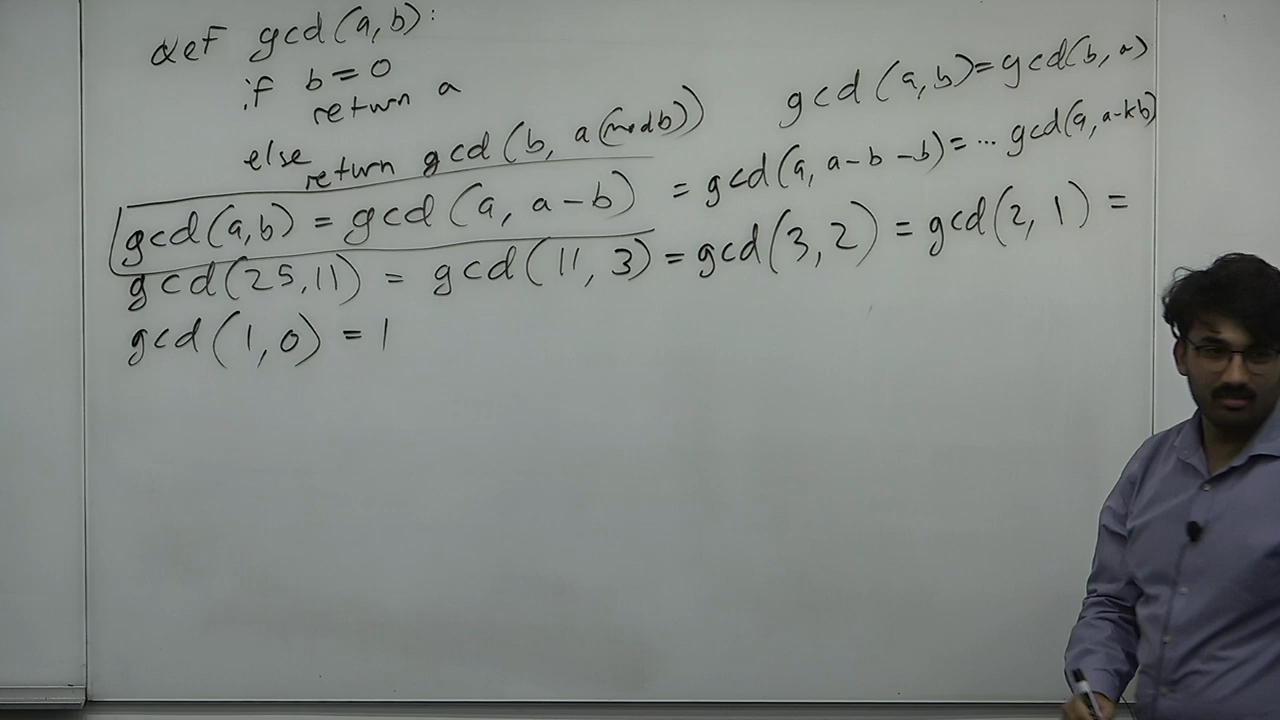 def gcd(a,b):
if b=0
return a
else
return gcd(b, a(mod b))
gcd(a,b)=gcd(b,a)
gcd(a,b) = gcd(a, a-b) = gcd(a, a-b-b)=... gcd(a, a-kb)
gcd(25,11) = gcd(11,3) = gcd(3,2) = gcd(2,1) =
gcd(1,0) = 1